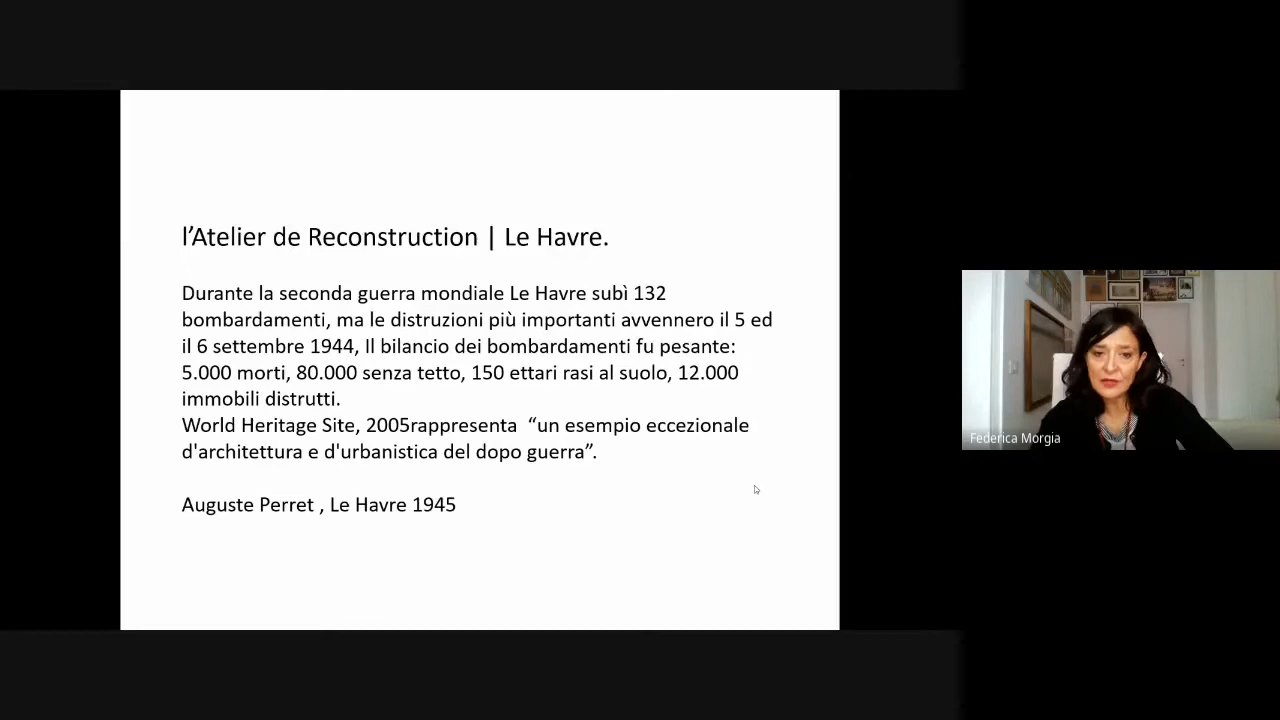 l’Atelier de Reconstruction | Le Havre.
Durante la seconda guerra mondiale Le Havre subì 132
bombardamenti, ma le distruzioni più importanti avvennero il 5 ed
il 6 settembre 1944, Il bilancio dei bombardamenti fu pesante:
5.000 morti, 80.000 senza tetto, 150 ettari rasi al suolo, 12.000
immobili distrutti.
World Heritage Site, 2005rappresenta  “un esempio eccezionale
d'architettura e d'urbanistica del dopo guerra”.
Auguste Perret , Le Havre 1945
Federica Morgia